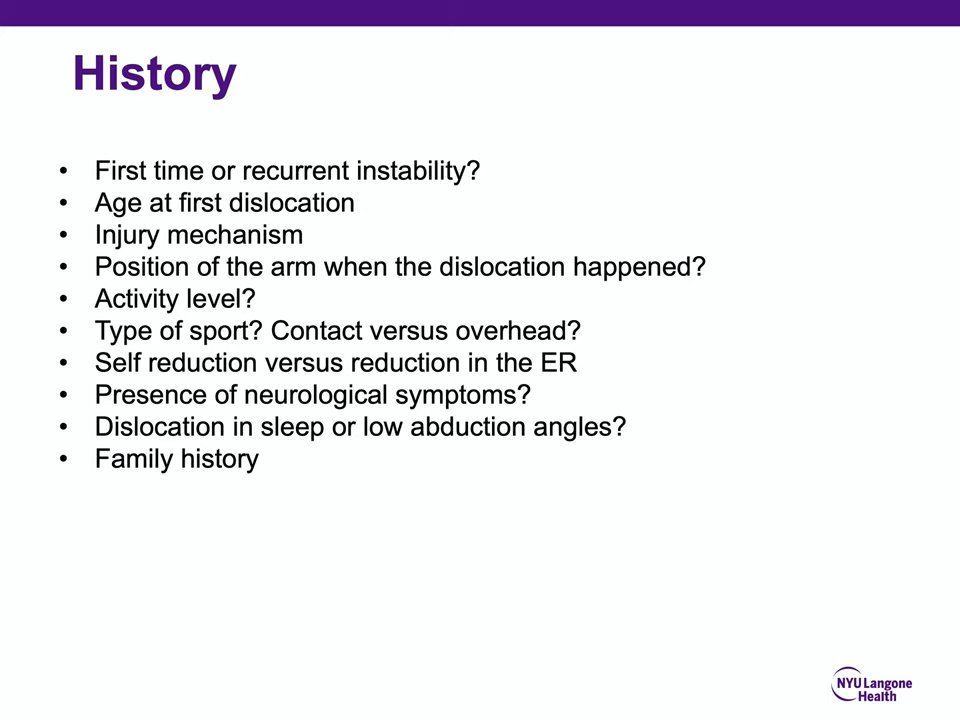 History
• First time or recurrent instability?
• Age at first dislocation
• Injury mechanism
• Position of the arm when the dislocation happened?
• Activity level?
• Type of sport? Contact versus overhead?
• Self reduction versus reduction in the ER
• Presence of neurological symptoms?
• Dislocation in sleep or low abduction angles?
• Family history
NYU Langone
Health